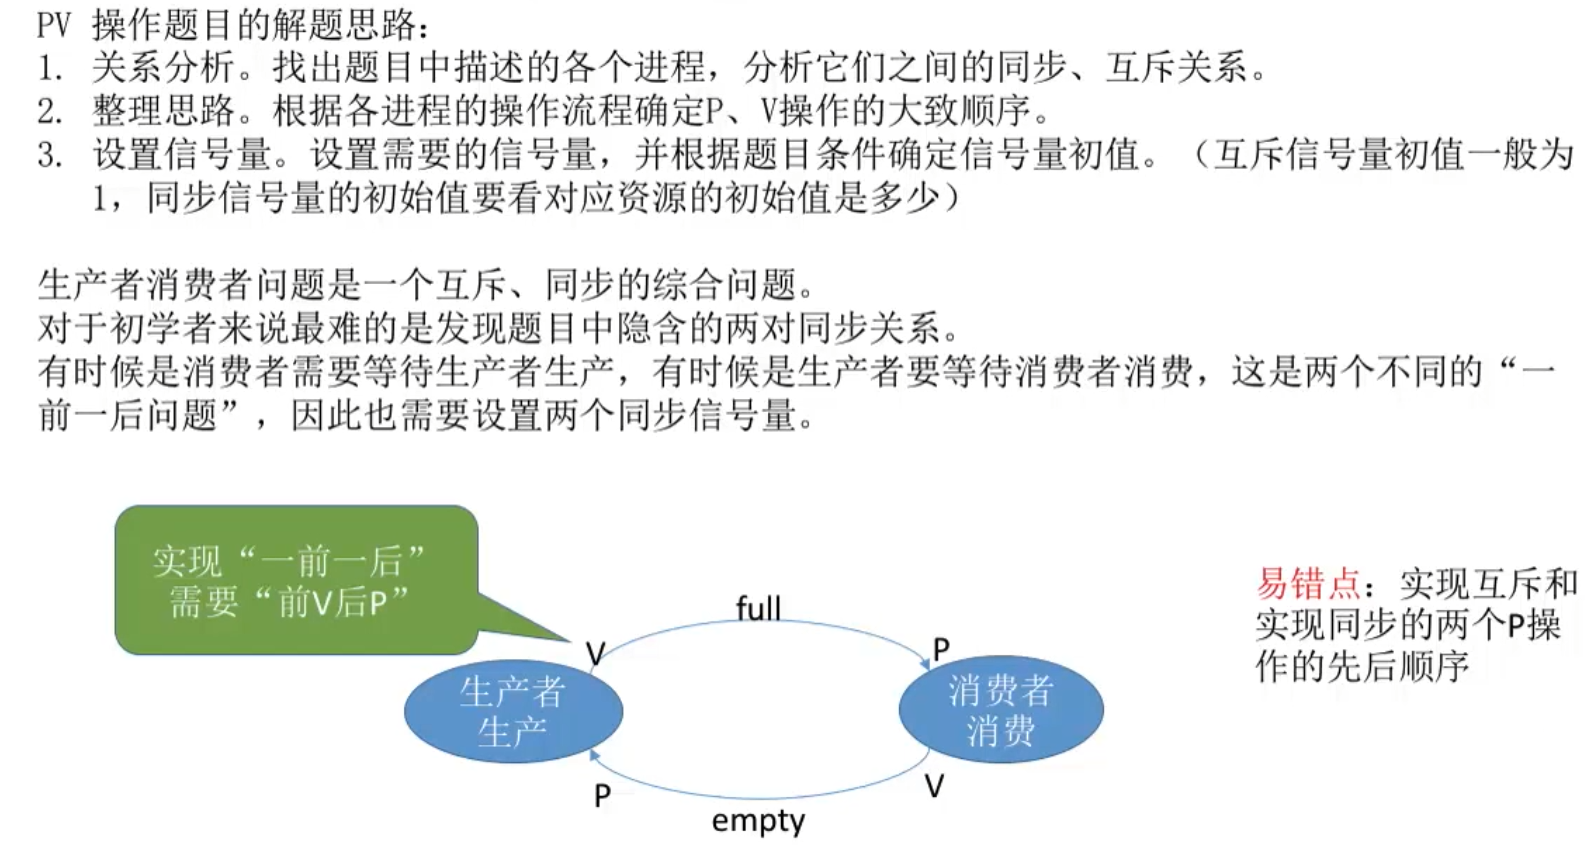 PV 操作题目的解题思路：
1. 关系分析。找出题目中描述的各个进程，分析它们之间的同步、互斥关系。
2. 整理思路。根据各进程的操作流程确定P、V操作的大致顺序。
3. 设置信号量。设置需要的信号量，并根据题目条件确定信号量初值。（互斥信号量初值一般为
1，同步信号量的初始值要看对应资源的初始值是多少）
生产者消费者问题是一个互斥、同步的综合问题。
对于初学者来说最难的是发现题目中隐含的两对同步关系。
有时候是消费者需要等待生产者生产，有时候是生产者要等待消费者消费，这是两个不同的“一
前一后问题”，因此也需要设置两个同步信号量。
实现“一前一后”
需要“前V后P”
full
V
P
生产者
生产
消费者
消费
P
V
empty
易错点：实现互斥和
实现同步的两个P操
作的先后顺序